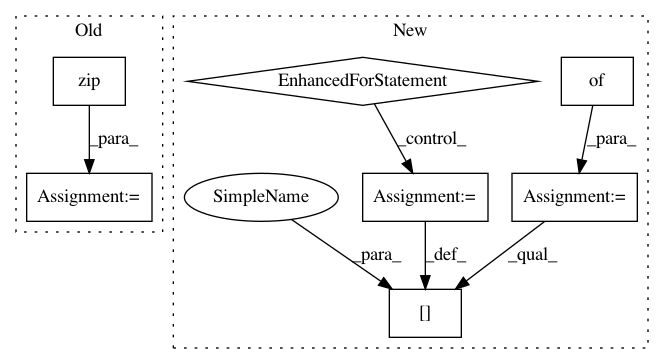 Old
New
zip
EnhancedForStatement
of
_para_
_control_
_para_
Assignment:=
SimpleName
Assignment:=
Assignment:=
_para_
_def_
_qual_
[]